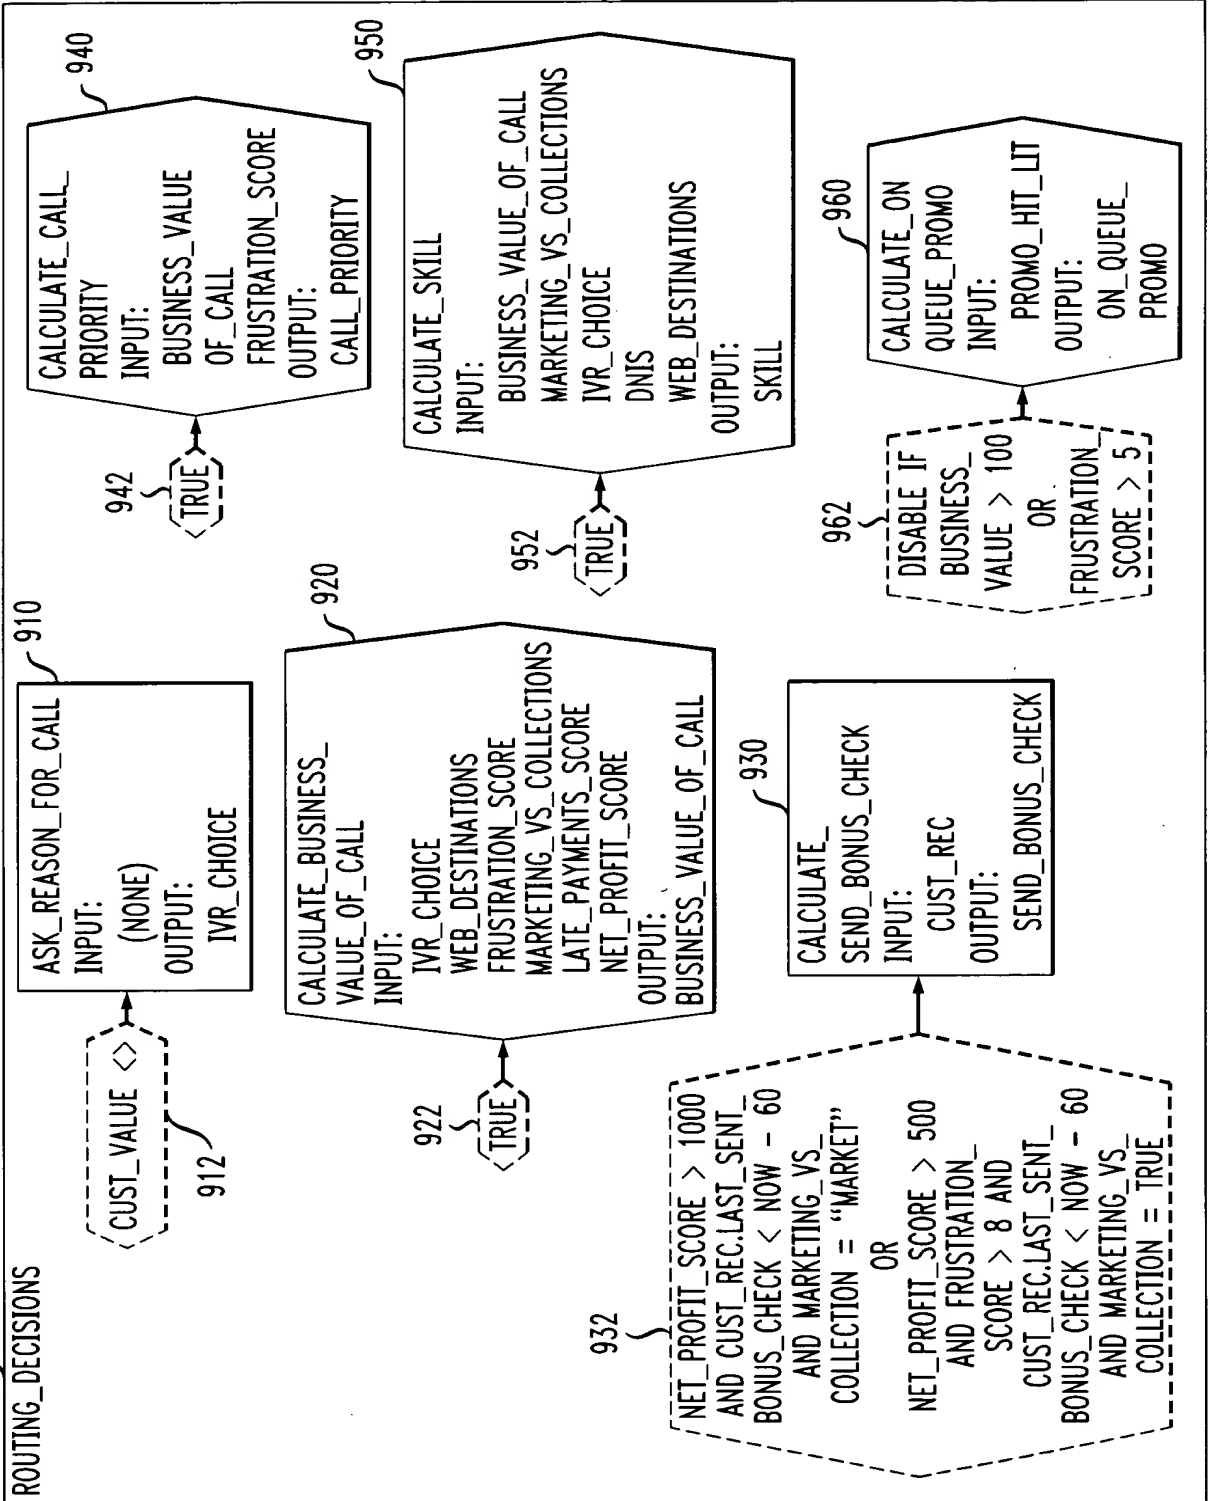 ROUTING_DECISIONS
910
ASK_REASON_FOR_CALL
INPUT:
(NONE)
OUTPUT:
IVR_CHOICE
CUST_VALUE <>
912
920
CALCULATE_BUSINESS_
VALUE_OF_CALL
INPUT:
IVR_CHOICE
WEB_DESTINATIONS
FRUSTRATION_SCORE
MARKETING_VS_COLLECTIONS
LATE_PAYMENTS_SCORE
NET_PROFIT_SCORE
OUTPUT:
BUSINESS_VALUE_OF_CALL
922
TRUE
930
CALCULATE_
SEND_BONUS_CHECK
INPUT:
CUST_REC
OUTPUT:
SEND_BONUS_CHECK
932
NET_PROFIT_SCORE > 1000
AND CUST_REC.LAST_SENT_
BONUS_CHECK < NOW - 60
AND MARKETING_VS_
COLLECTION = “MARKET”
OR
NET_PROFIT_SCORE > 500
AND FRUSTRATION_
SCORE > 8 AND
CUST_REC.LAST_SENT_
BONUS_CHECK < NOW - 60
AND MARKETING_VS_
COLLECTION = TRUE
940
CALCULATE_CALL_
PRIORITY
INPUT:
BUSINESS_VALUE
OF_CALL
FRUSTRATION_SCORE
OUTPUT:
CALL_PRIORITY
942
TRUE
950
CALCULATE_SKILL
INPUT:
BUSINESS_VALUE_OF_CALL
MARKETING_VS_COLLECTIONS
IVR_CHOICE
DNIS
WEB_DESTINATIONS
OUTPUT:
SKILL
952
TRUE
960
CALCULATE_ON
QUEUE_PROMO
INPUT:
PROMO_HIT_LIT
OUTPUT:
ON_QUEUE_
PROMO
962
DISABLE IF
BUSINESS_
VALUE > 100
OR
FRUSTRATION_
SCORE > 5